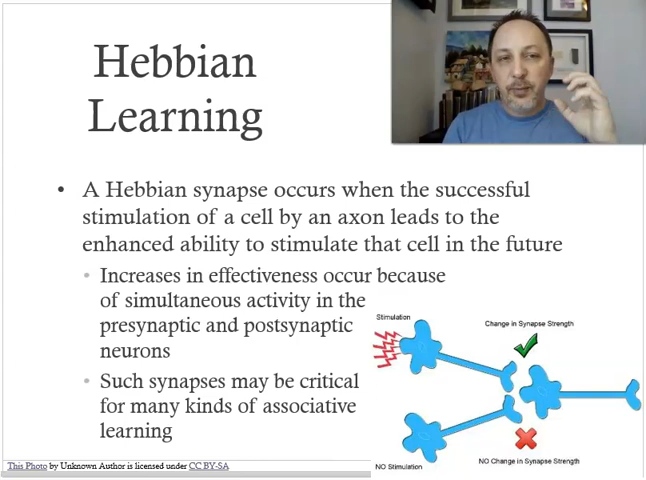 Hebbian
Learning
• A Hebbian synapse occurs when the successful
stimulation of a cell by an axon leads to the
enhanced ability to stimulate that cell in the future
• Increases in effectiveness occur because
of simultaneous activity in the
presynaptic and postsynaptic
neurons
• Such synapses may be critical
for many kinds of associative
learning
Stimulation
Change in Synapse Strength
NO Stimulation
NO Change in Synapse Strength
This Photo by Unknown Author is licensed under CC BY-SA